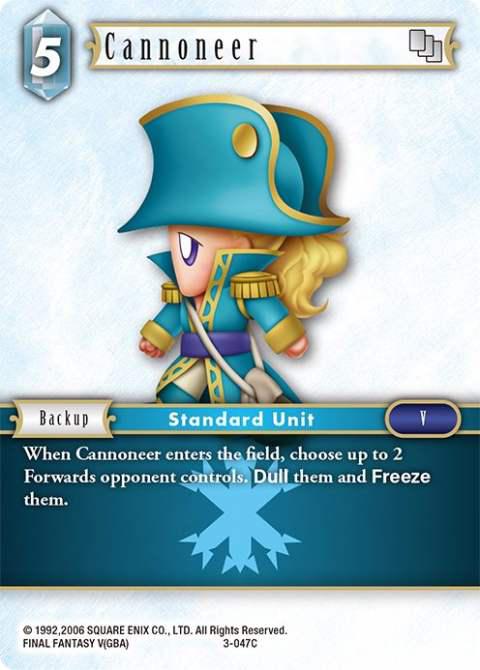 5
Cannoneer
Backup
Standard Unit
V
When Cannoneer enters the field, choose up to 2
Forwards opponent controls. Dull them and Freeze
them.
© 1992,2006 SQUARE ENIX CO., LTD. All Rights Reserved.
FINAL FANTASY V(GBA)
3-047C